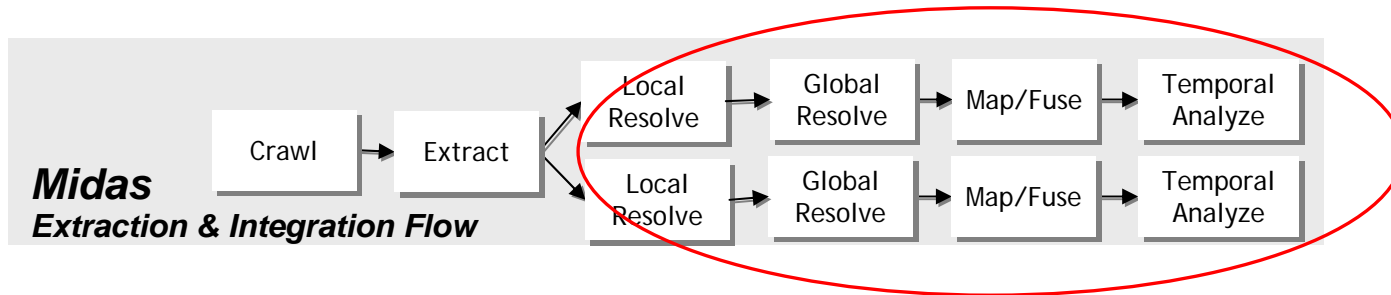 Local
Resolve
Global
Resolve
Map/Fuse
Temporal
Analyze
Crawl
Extract
Local
Resolve
Global
Resolve
Map/Fuse
Temporal
Analyze
Midas
Extraction & Integration Flow